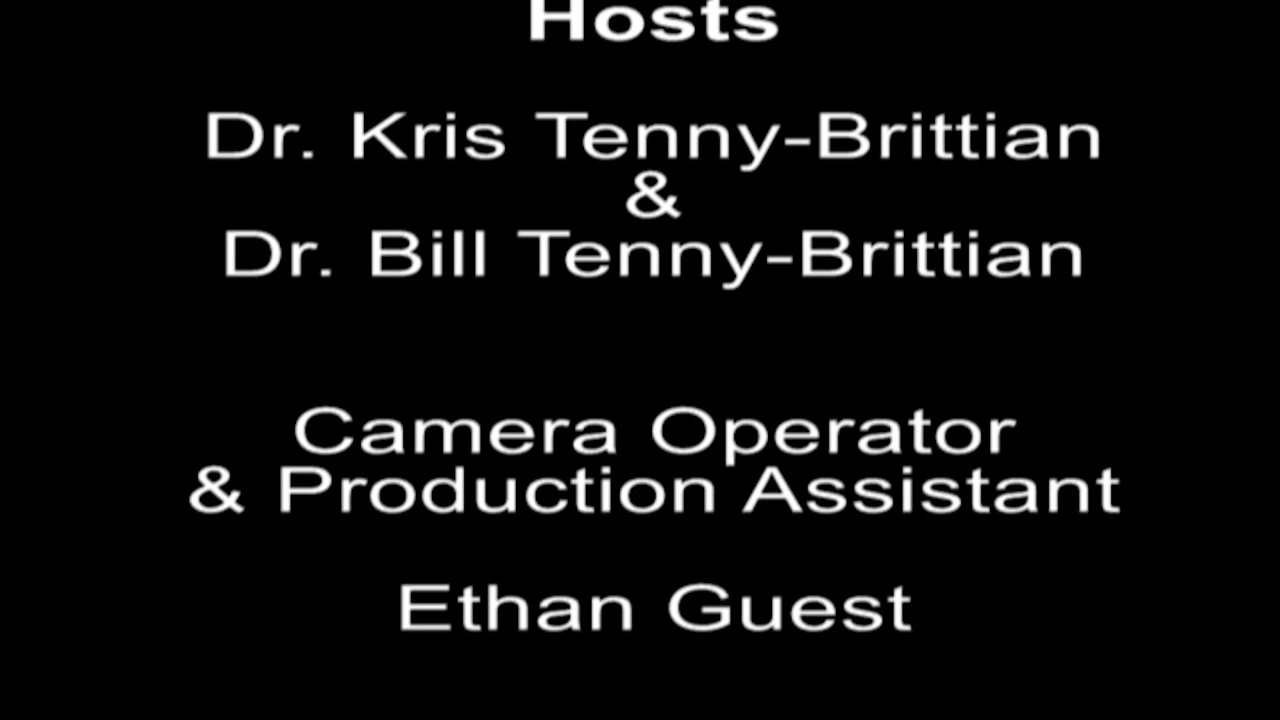 Hosts
Dr. Kris Tenny-Brittian
&
Dr. Bill Tenny-Brittian
Camera Operator
& Production Assistant
Ethan Guest